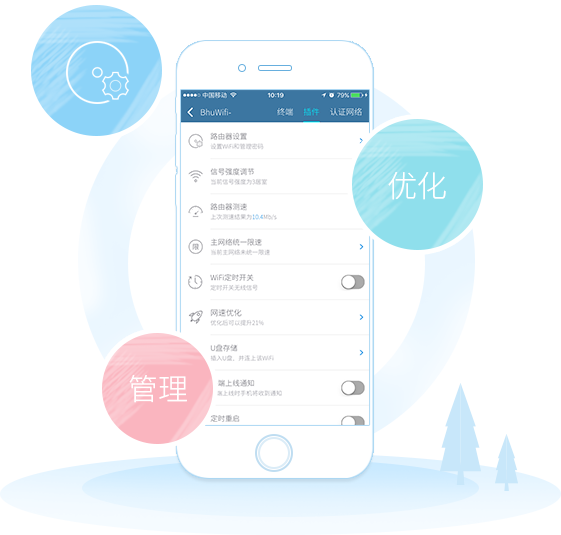 中国移动
10:19
79%
BhuWifi-
终端
插件
认证网络
路由器设置
设置WiFi和管理密码
优化
信号强度调节
当前信号强度为3居室
路由器测速
上次测速结果为10.4Mb/s
主网络统一限速
当前主网络未统一限速
限
WiFi定时开关
定时开关无线信号
网速优化
优化后可以提升21%
U盘存储
插入U盘，并连上该WiFi
管理
端上线通知
端上线时手机将收到通知
定时重启